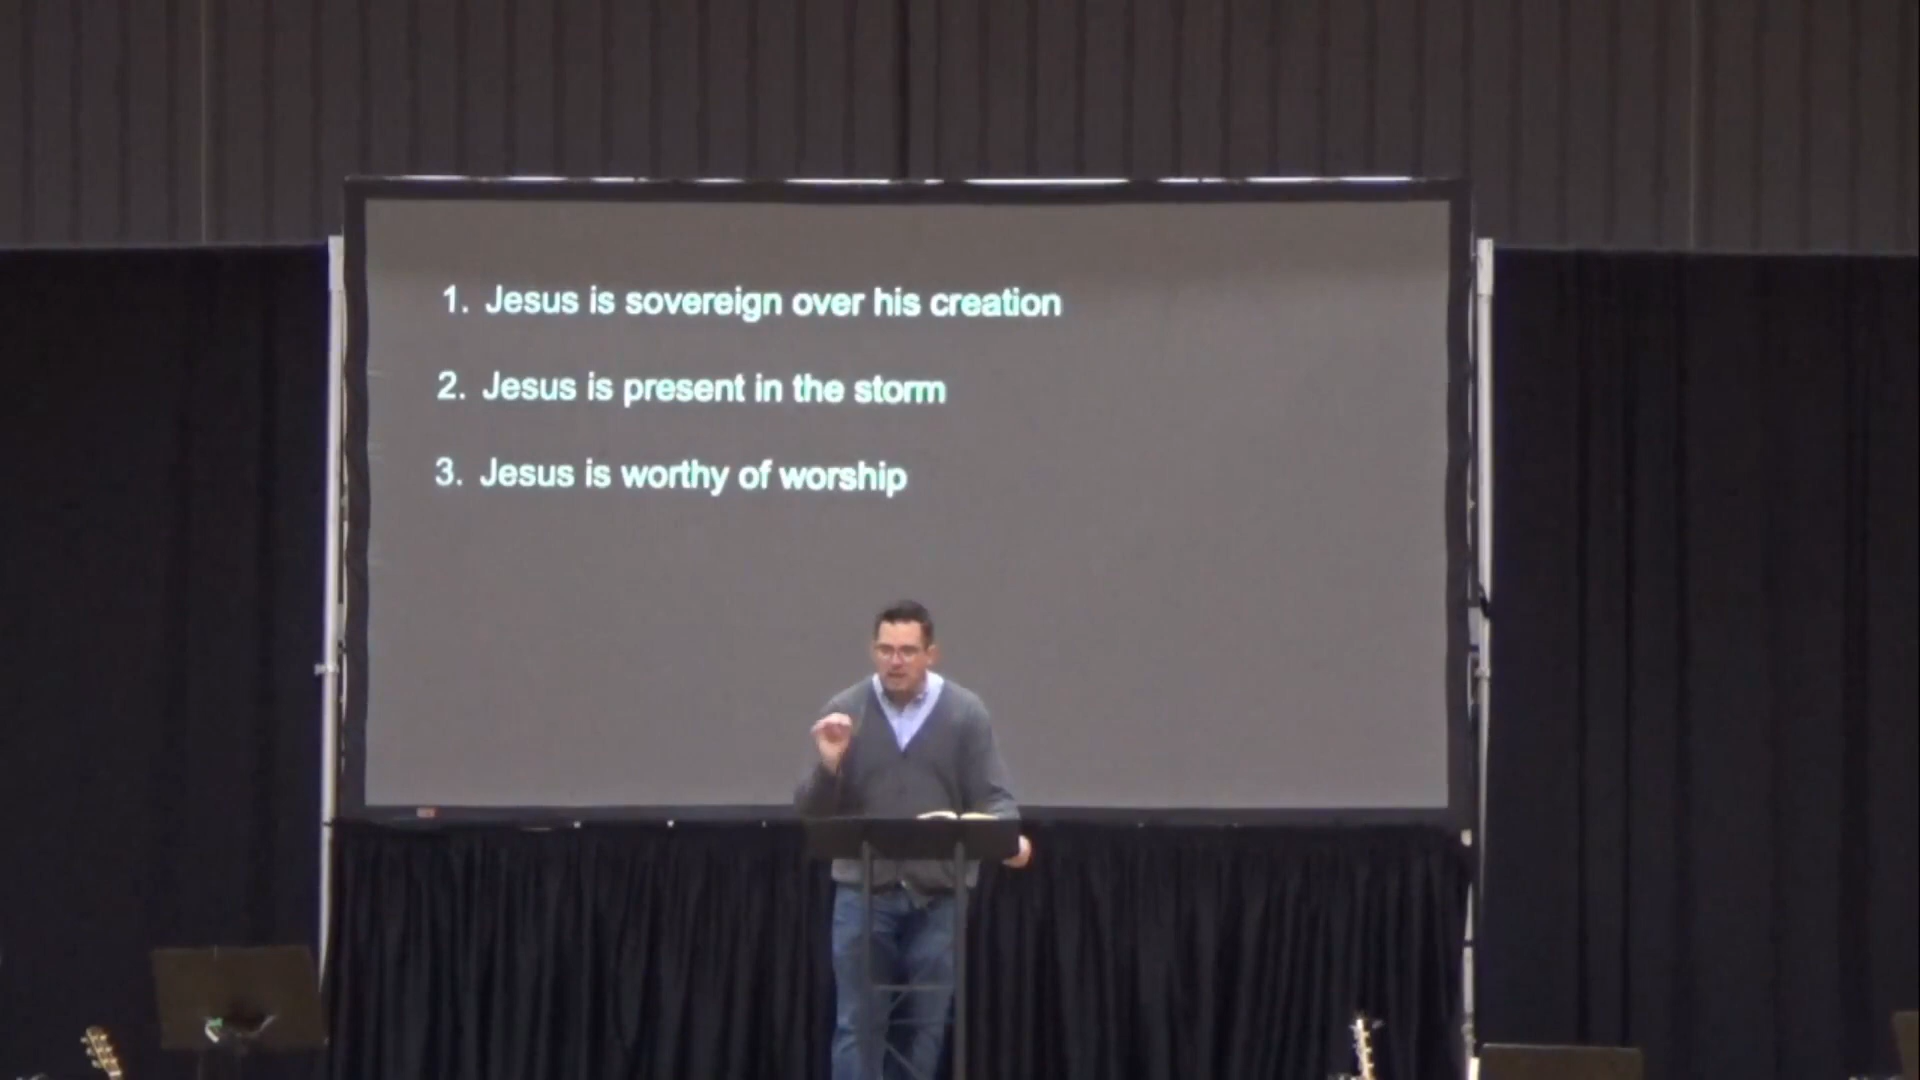 1. Jesus is sovereign over his creation
2. Jesus is present in the storm
3. Jesus is worthy of worship